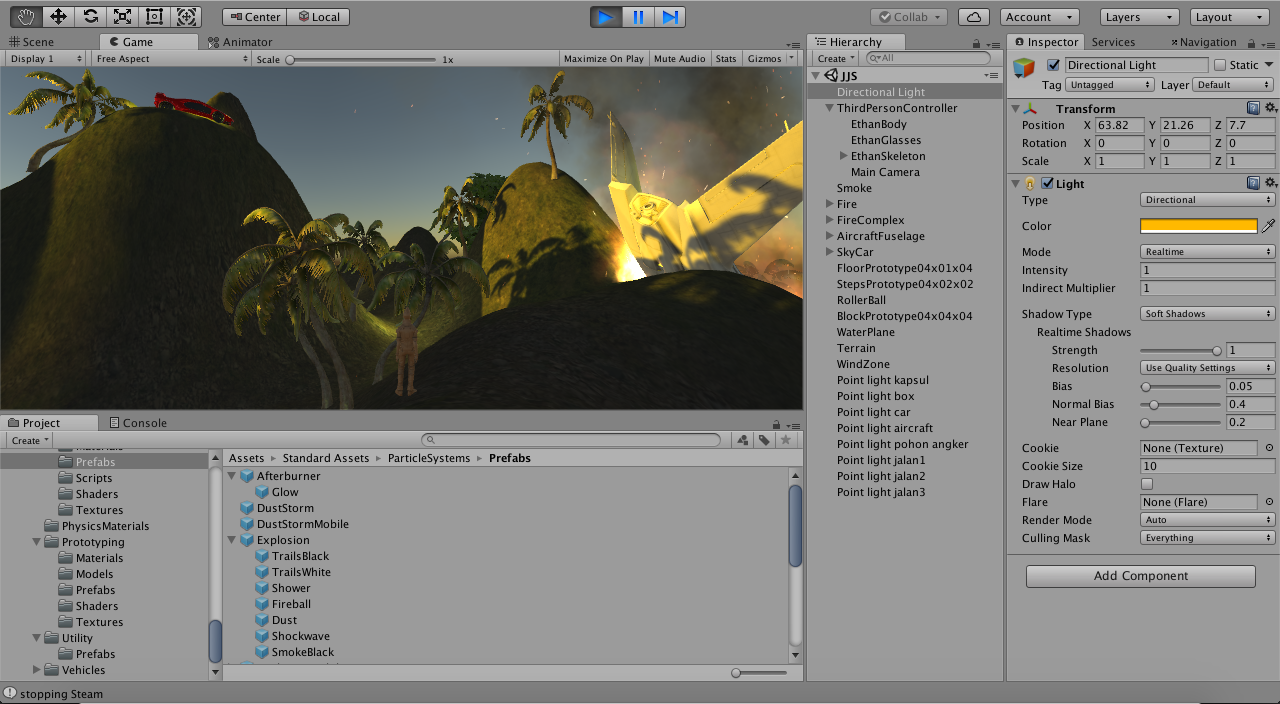 Center Local Collab Account Layers Layout
Scene Game Animator
Display 1 Free Aspect Scale 1x Maximize On Play Mute Audio Stats Gizmos
Hierarchy
Create All
JJS
Directional Light
ThirdPersonController
EthanBody
EthanGlasses
EthanSkeleton
Main Camera
Smoke
Fire
FireComplex
AircraftFuselage
SkyCar
FloorPrototype04x01x04
StepsPrototype04x02x02
RollerBall
BlockPrototype04x04x04
WaterPlane
Terrain
WindZone
Point light kapsul
Point light box
Point light car
Point light aircraft
Point light pohon angker
Point light jalan1
Point light jalan2
Point light jalan3
Inspector Services Navigation
Directional Light Static
Tag Untagged Layer Default
Transform
Position X 63.82 Y 21.26 Z 7.7
Rotation X 0 Y 0 Z 0
Scale X 1 Y 1 Z 1
Light
Type Directional
Color
Mode Realtime
Intensity 1
Indirect Multiplier 1
Shadow Type Soft Shadows
Realtime Shadows
Strength 1
Resolution Use Quality Settings
Bias 0.05
Normal Bias 0.4
Near Plane 0.2
Cookie None (Texture)
Cookie Size 10
Draw Halo
Flare None (Flare)
Render Mode Auto
Culling Mask Everything
Add Component
Project Console
Create
Materials
Prefabs
Scripts
Shaders
Textures
PhysicsMaterials
Prototyping
Materials
Models
Prefabs
Shaders
Textures
Utility
Prefabs
Vehicles
Assets Standard Assets ParticleSystems Prefabs
Afterburner
Glow
DustStorm
DustStormMobile
Explosion
TrailsBlack
TrailsWhite
Shower
Fireball
Dust
Shockwave
SmokeBlack
stopping Steam